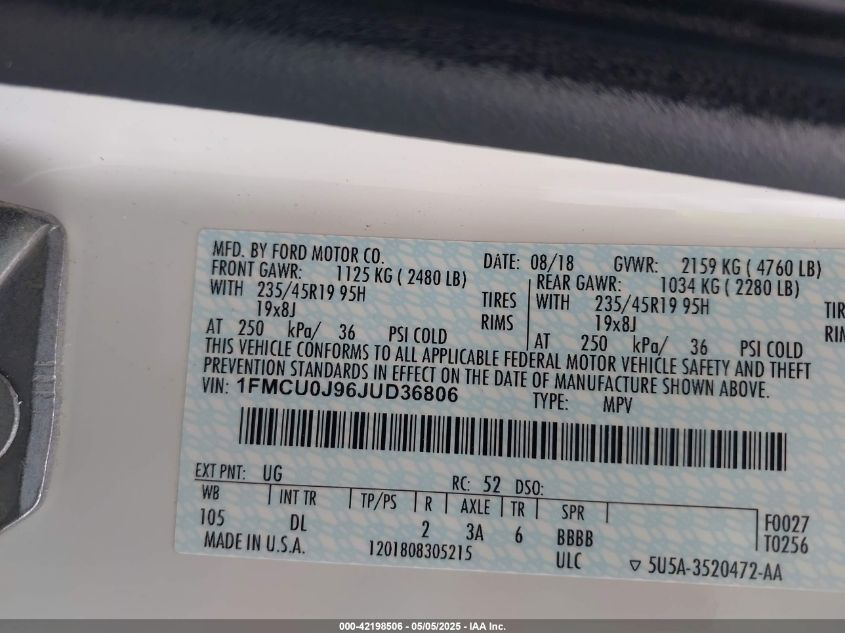 MFD. BY FORD MOTOR CO. DATE: 08/18 GVWR: 2159 KG ( 4760 LB)
FRONT GAWR: 1125 KG ( 2480 LB) REAR GAWR: 1034 KG ( 2280 LB)
WITH 235/45R19 95H TIRES WITH 235/45R19 95H
19x8J RIMS 19x8J
AT 250 kPa/ 36 PSI COLD AT 250 kPa/ 36 PSI COLD
THIS VEHICLE CONFORMS TO ALL APPLICABLE FEDERAL MOTOR VEHICLE SAFETY AND THEFT
PREVENTION STANDARDS IN EFFECT ON THE DATE OF MANUFACTURE SHOWN ABOVE.
VIN: 1FMCU0J96JUD36806 TYPE: MPV
EXT PNT: UG RC: 52 DSO:
WB INT TR TP/PS R AXLE TR SPR
105 DL 2 3A 6 BBBB F0027
T0256
MADE IN U.S.A. 1201808305215 ULC ▽ 5U5A-3520472-AA
000-42198506 — 05/05/2025 — IAA Inc.